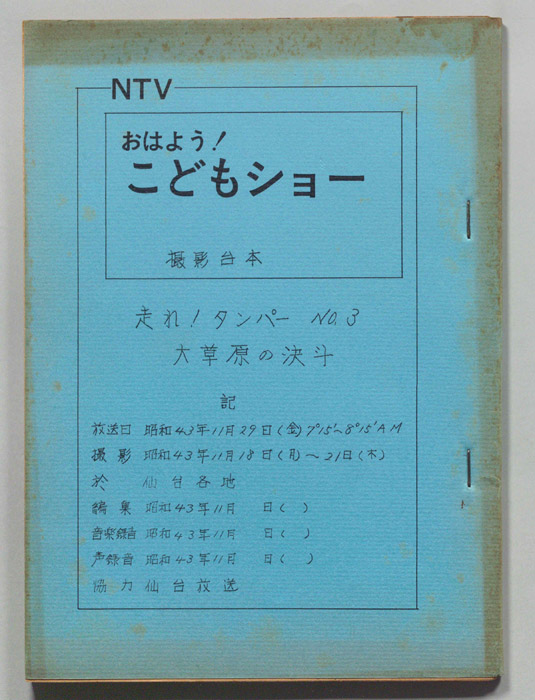 NTV
おはよう!
こどもショー
撮影台本
走れ!タンパー No.3
大草原の決斗
記
放送日 昭和43年11月29日(金)7°15'~8°15'AM
撮影 昭和43年11月18日(月)~21日(木)
於 仙台各地
編集 昭和43年11月 日( )
音楽録音 昭和43年11月 日( )
声録音 昭和43年11月 日( )
協力 仙台放送